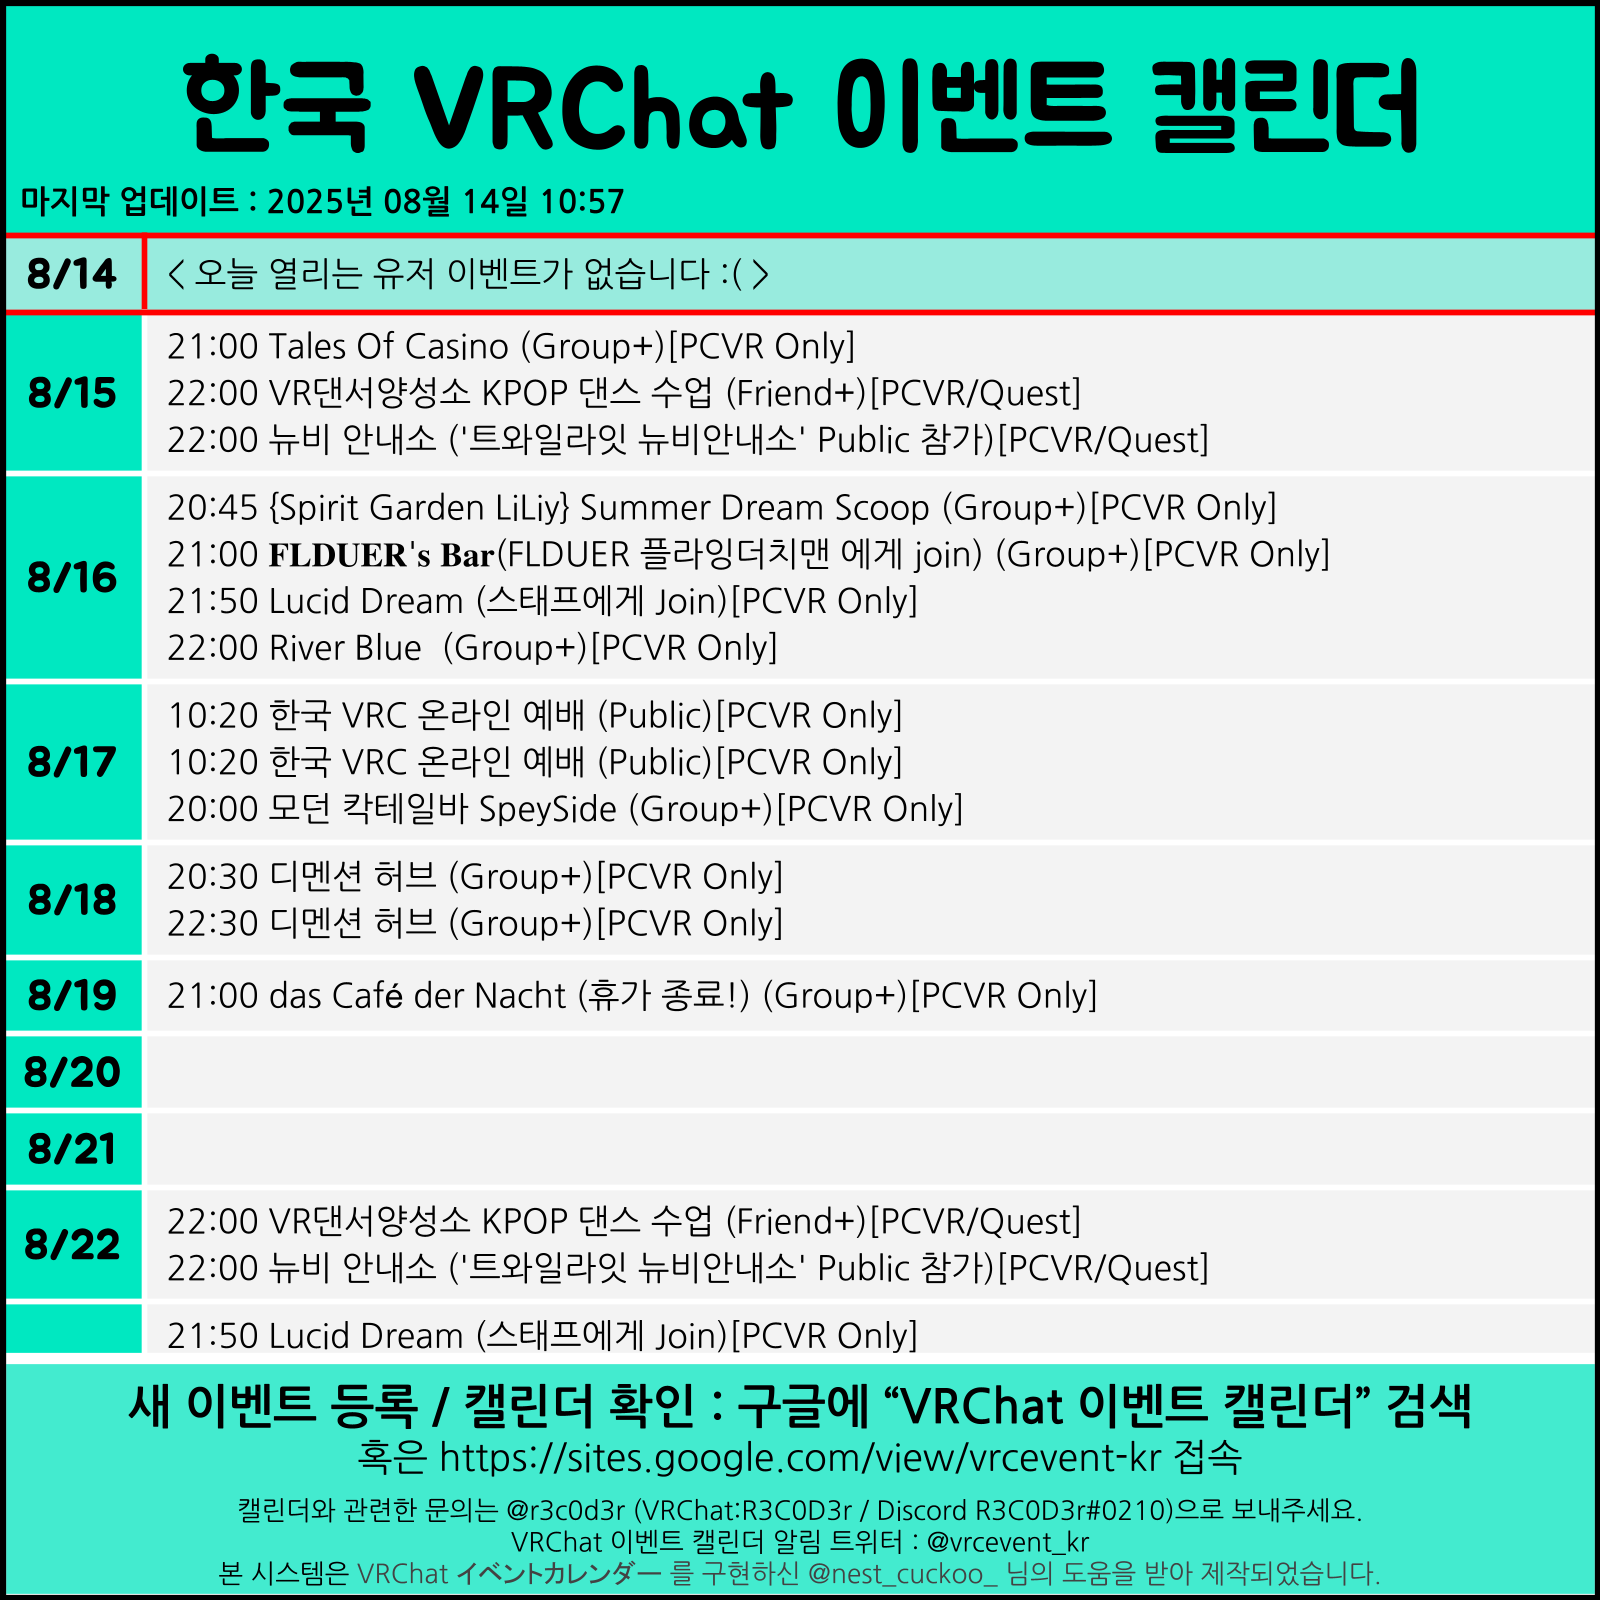 한국 VRChat 이벤트 캘린더
마지막 업데이트 : 2025년 08월 14일 10:57
8/14
< 오늘 열리는 유저 이벤트가 없습니다 :( >
8/15
21:00 Tales Of Casino (Group+)[PCVR Only]
22:00 VR댄서양성소 KPOP 댄스 수업 (Friend+)[PCVR/Quest]
22:00 뉴비 안내소 ('트와일라잇 뉴비안내소' Public 참가)[PCVR/Quest]
8/16
20:45 {Spirit Garden LiLiy} Summer Dream Scoop (Group+)[PCVR Only]
21:00 𝐅𝐋𝐃𝐔𝐄𝐑'𝐬 𝐁𝐚𝐫(FLDUER 플라잉더치맨 에게 join) (Group+)[PCVR Only]
21:50 Lucid Dream (스태프에게 Join)[PCVR Only]
22:00 River Blue  (Group+)[PCVR Only]
8/17
10:20 한국 VRC 온라인 예배 (Public)[PCVR Only]
10:20 한국 VRC 온라인 예배 (Public)[PCVR Only]
20:00 모던 칵테일바 SpeySide (Group+)[PCVR Only]
8/18
20:30 디멘션 허브 (Group+)[PCVR Only]
22:30 디멘션 허브 (Group+)[PCVR Only]
8/19
21:00 das Café der Nacht (휴가 종료!) (Group+)[PCVR Only]
8/20
8/21
8/22
22:00 VR댄서양성소 KPOP 댄스 수업 (Friend+)[PCVR/Quest]
22:00 뉴비 안내소 ('트와일라잇 뉴비안내소' Public 참가)[PCVR/Quest]
21:50 Lucid Dream (스태프에게 Join)[PCVR Only]
새 이벤트 등록 / 캘린더 확인 : 구글에 “VRChat 이벤트 캘린더” 검색
혹은 https://sites.google.com/view/vrcevent-kr 접속
캘린더와 관련한 문의는 @r3c0d3r (VRChat:R3C0D3r / Discord R3C0D3r#0210)으로 보내주세요.
VRChat 이벤트 캘린더 알림 트위터 : @vrcevent_kr
본 시스템은 VRChat イベントカレンダー 를 구현하신 @nest_cuckoo_ 님의 도움을 받아 제작되었습니다.